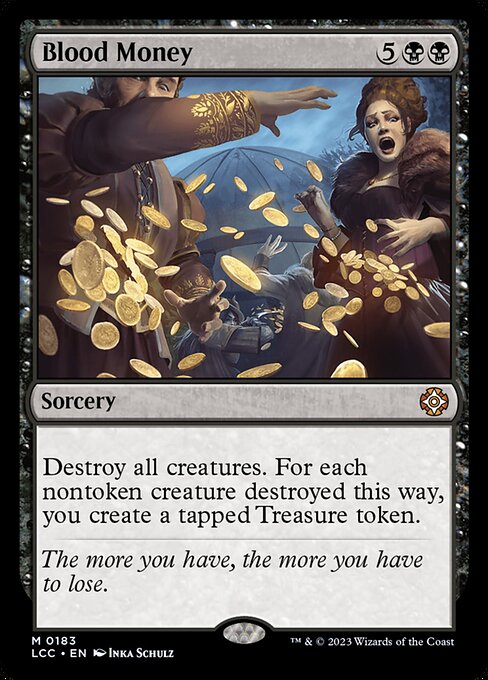 Blood Money 5
Sorcery
Destroy all creatures. For each
nontoken creature destroyed this way,
you create a tapped Treasure token.
The more you have, the more you have
to lose.
M 0183
LCC • EN Inka Schulz
™ & © 2023 Wizards of the Coast